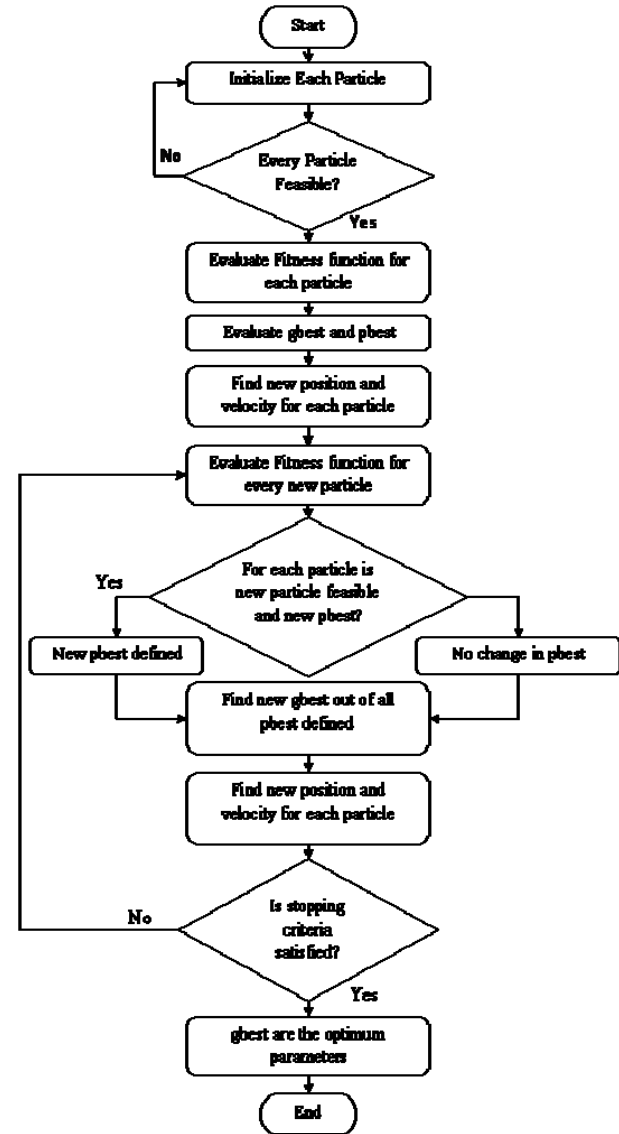 Start
Initialize Each Particle
No
Every Particle
Feasible?
Yes
Evaluate Fitness function for
each particle
Evaluate gbest and pbest
Find new position and
velocity for each particle
Evaluate Fitness function for
every new particle
For each particle is
new particle feasible
and new pbest?
Yes
No
New pbest defined
No change in pbest
Find new gbest out of all
pbest defined
Find new position and
velocity for each particle
Is stopping
criteria
satisfied?
No
Yes
gbest are the optimum
parameters
End